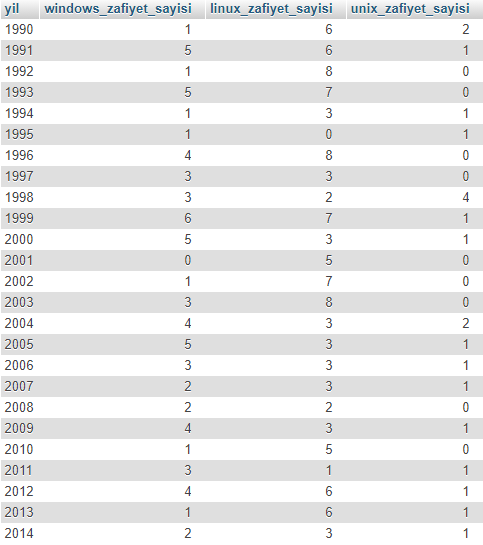 yil windows_zafiyet_sayisi linux_zafiyet_sayisi unix_zafiyet_sayisi
1990 1 6 2
1991 5 6 1
1992 1 8 0
1993 5 7 0
1994 1 3 1
1995 1 0 1
1996 4 8 0
1997 3 3 0
1998 3 2 4
1999 6 7 1
2000 5 3 1
2001 0 5 0
2002 1 7 0
2003 3 8 0
2004 4 3 2
2005 5 3 1
2006 3 3 1
2007 2 3 1
2008 2 2 0
2009 4 3 1
2010 1 5 0
2011 3 1 1
2012 4 6 1
2013 1 6 1
2014 2 3 1